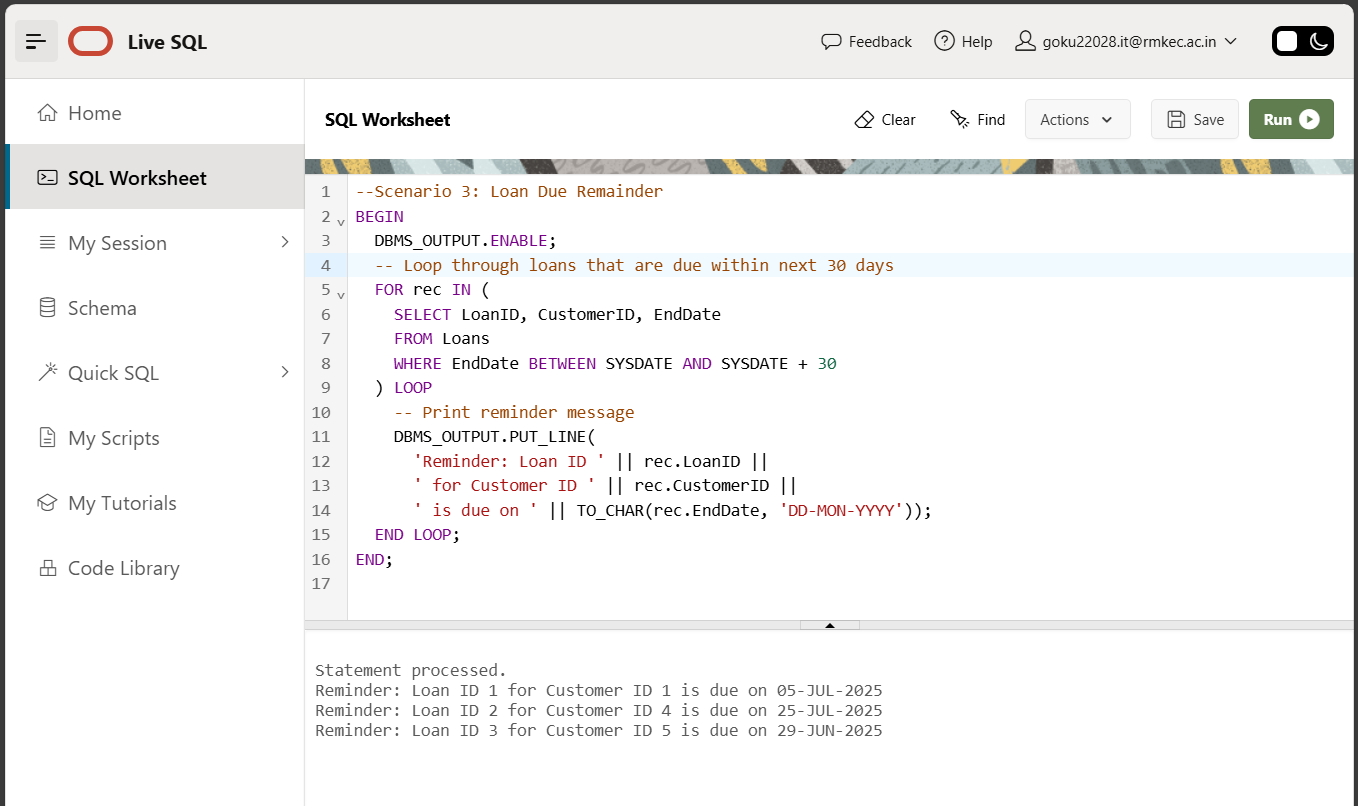 Live SQL
Feedback
Help
goku22028.it@rmkec.ac.in
Home
SQL Worksheet
My Session
Schema
Quick SQL
My Scripts
My Tutorials
Code Library
SQL Worksheet
Clear
Find
Actions
Save
Run
1 --Scenario 3: Loan Due Remainder
2 BEGIN
3   DBMS_OUTPUT.ENABLE;
4   -- Loop through loans that are due within next 30 days
5   FOR rec IN (
6     SELECT LoanID, CustomerID, EndDate
7     FROM Loans
8     WHERE EndDate BETWEEN SYSDATE AND SYSDATE + 30
9   ) LOOP
10     -- Print reminder message
11     DBMS_OUTPUT.PUT_LINE(
12       'Reminder: Loan ID ' || rec.LoanID ||
13       ' for Customer ID ' || rec.CustomerID ||
14       ' is due on ' || TO_CHAR(rec.EndDate, 'DD-MON-YYYY'));
15   END LOOP;
16 END;
17
Statement processed.
Reminder: Loan ID 1 for Customer ID 1 is due on 05-JUL-2025
Reminder: Loan ID 2 for Customer ID 4 is due on 25-JUL-2025
Reminder: Loan ID 3 for Customer ID 5 is due on 29-JUN-2025